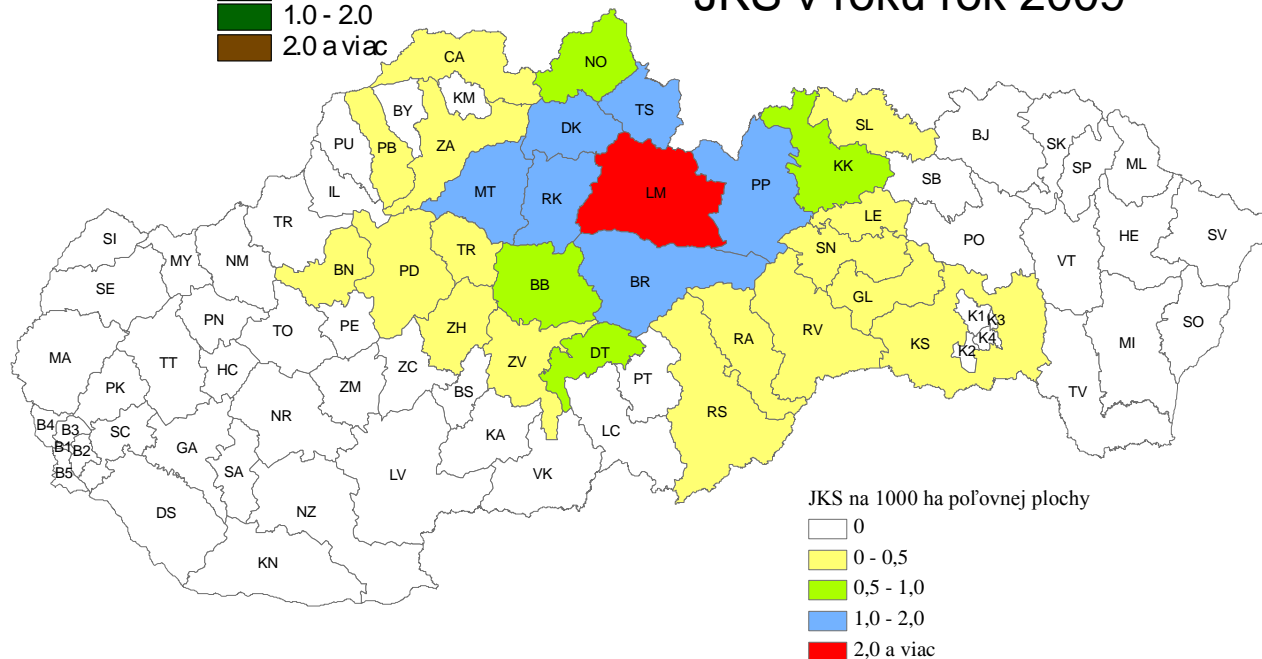 JKS v roku rok 2009
1.0 - 2.0
2.0 a viac
CA
NO
BY
KM
TS
DK
PU
PB
ZA
SL
BJ
SK
SP
ML
KK
IL
MT
RK
LM
PP
SB
TR
LE
SI
MY
NM
TR
BN
PD
SN
PO
VT
HE
SV
SE
BB
BR
GL
PN
TO
PE
ZH
RA
RV
KS
K1
K3
K4
K2
MI
SO
MA
TT
HC
ZC
ZV
DT
PT
PK
ZM
BS
NR
RS
TV
B4
B3
SC
GA
KA
LC
B1
B2
B5
SA
LV
VK
DS
NZ
KN
JKS na 1000 ha poľovnej plochy
0
0 - 0,5
0,5 - 1,0
1,0 - 2,0
2,0 a viac